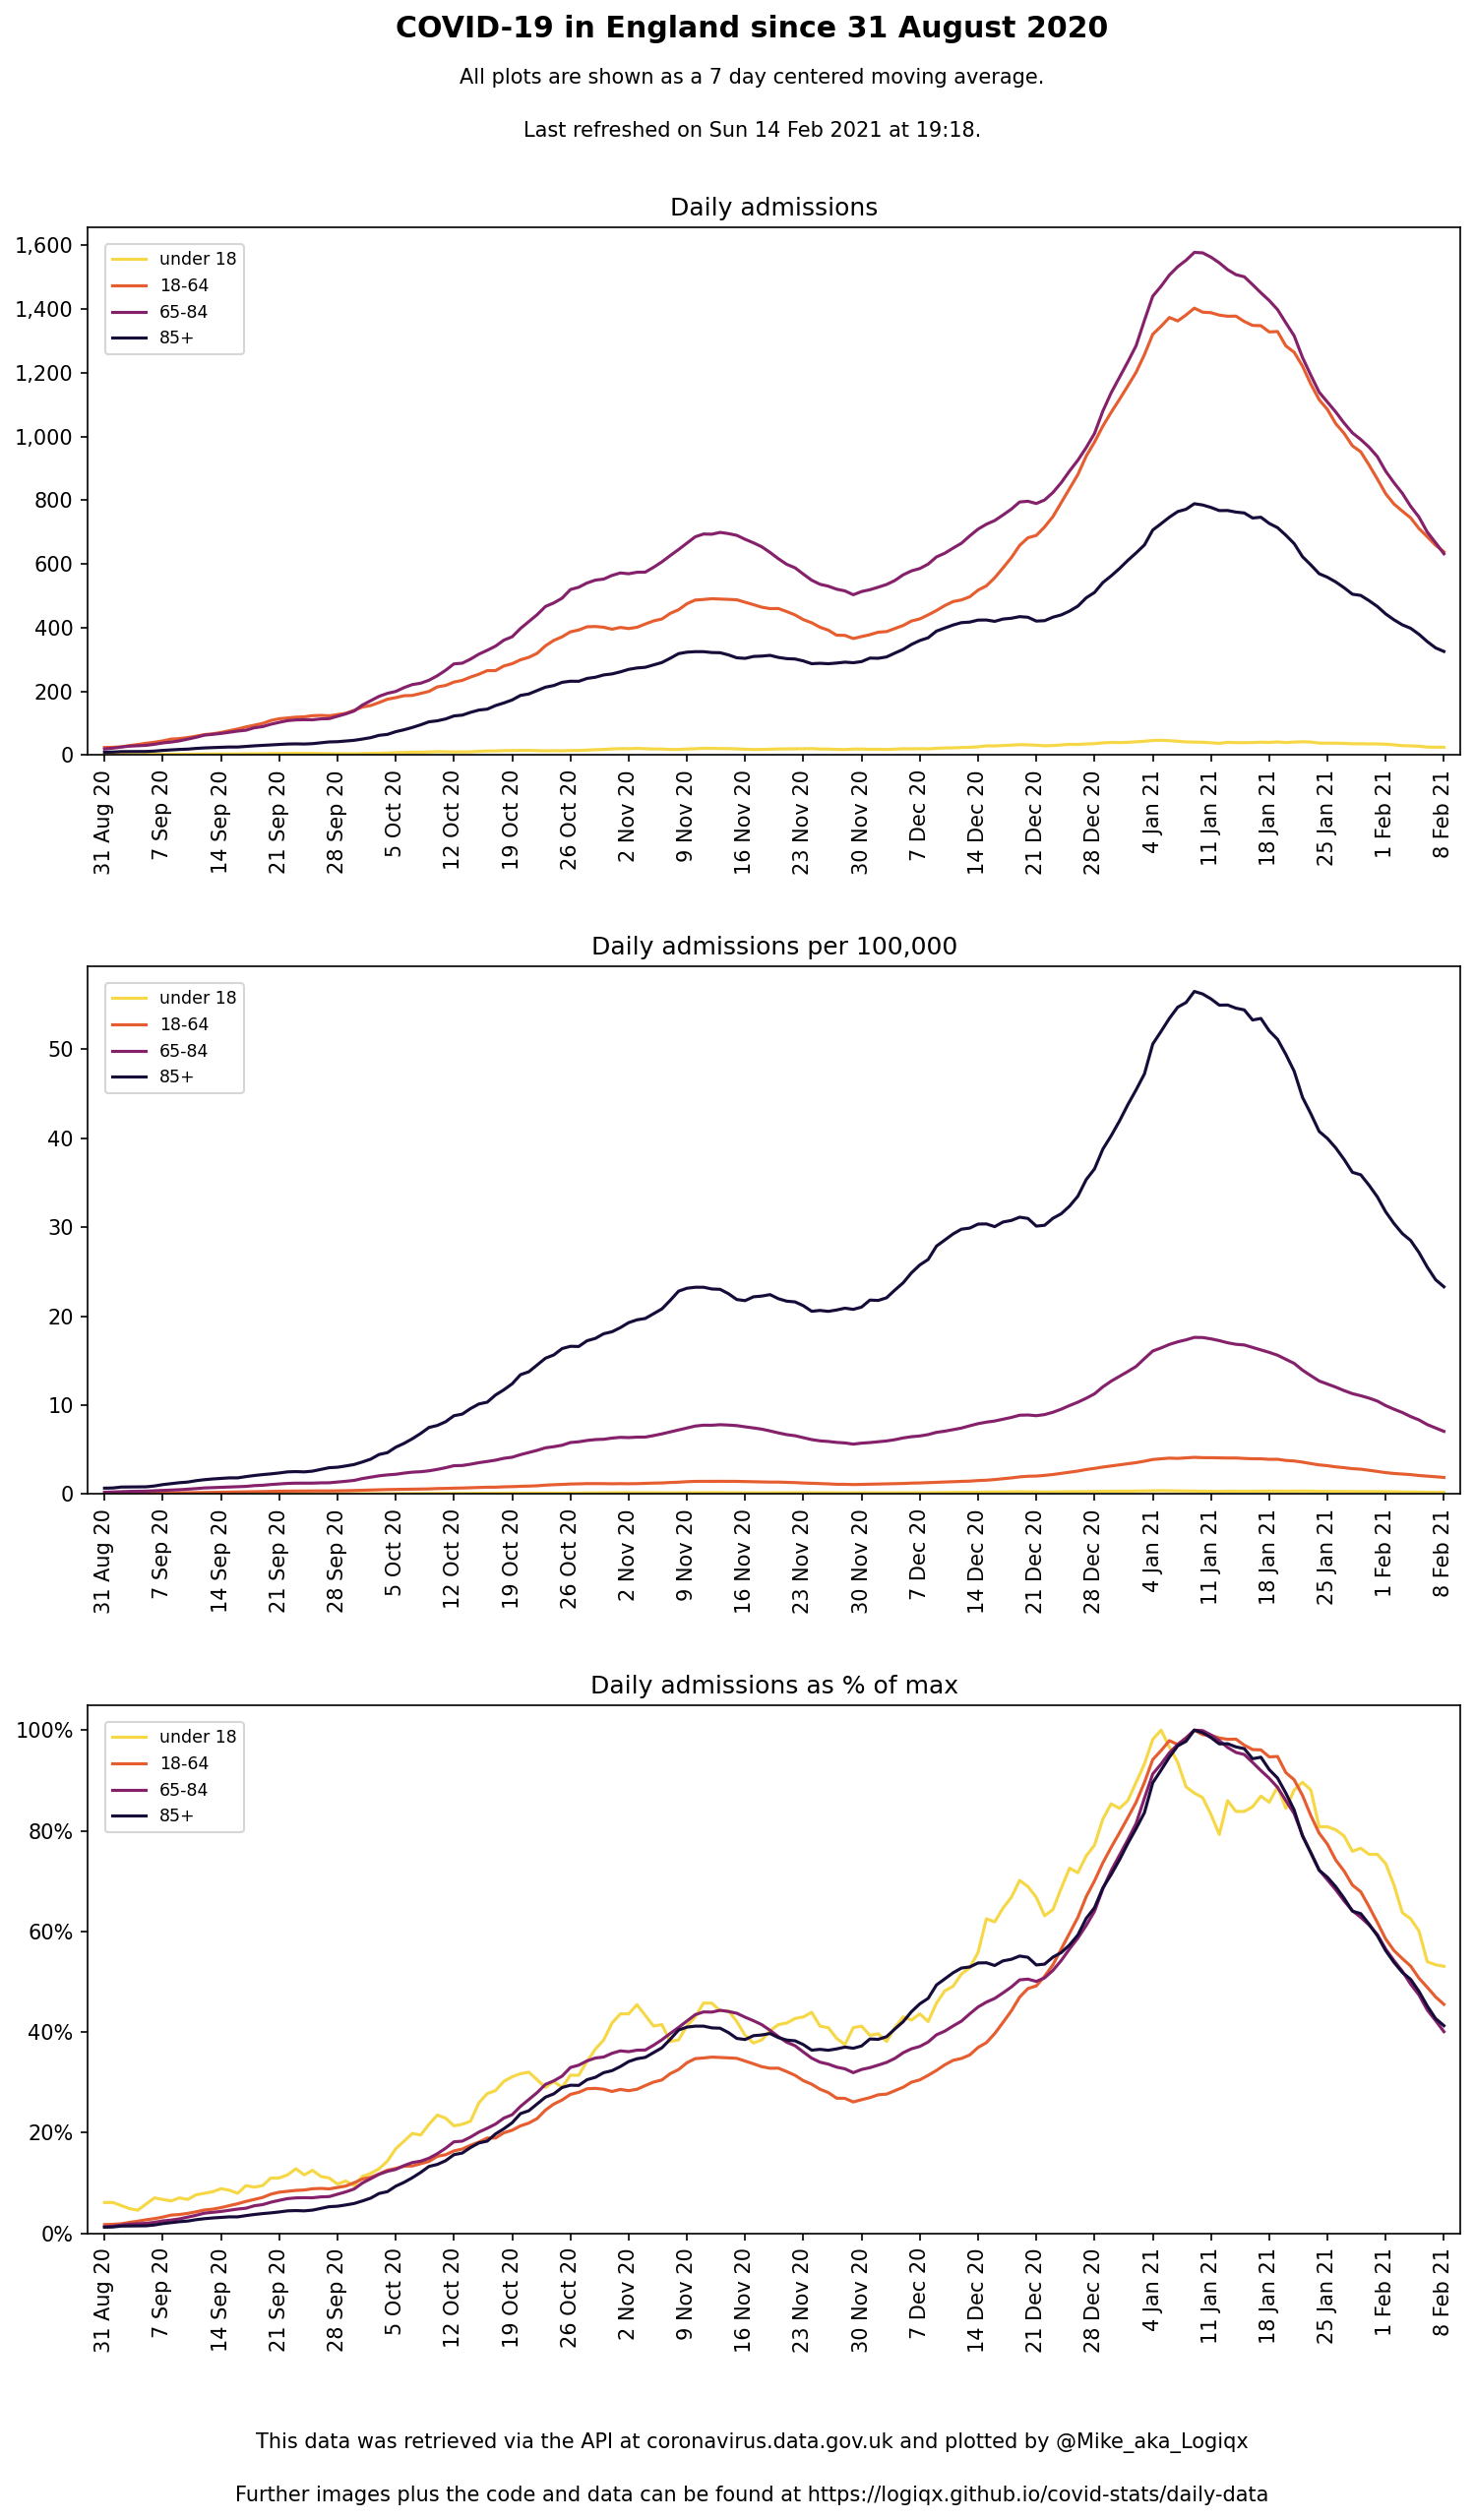 COVID-19 in England since 31 August 2020
All plots are shown as a 7 day centered moving average.
Last refreshed on Sun 14 Feb 2021 at 19:18.
Daily admissions
1,600
1,400
1,200
1,000
800
600
400
200
0
under 18
18-64
65-84
85+
31 Aug 20
7 Sep 20
14 Sep 20
21 Sep 20
28 Sep 20
5 Oct 20
12 Oct 20
19 Oct 20
26 Oct 20
2 Nov 20
9 Nov 20
16 Nov 20
23 Nov 20
30 Nov 20
7 Dec 20
14 Dec 20
21 Dec 20
28 Dec 20
4 Jan 21
11 Jan 21
18 Jan 21
25 Jan 21
1 Feb 21
8 Feb 21
Daily admissions per 100,000
50
40
30
20
10
0
under 18
18-64
65-84
85+
31 Aug 20
7 Sep 20
14 Sep 20
21 Sep 20
28 Sep 20
5 Oct 20
12 Oct 20
19 Oct 20
26 Oct 20
2 Nov 20
9 Nov 20
16 Nov 20
23 Nov 20
30 Nov 20
7 Dec 20
14 Dec 20
21 Dec 20
28 Dec 20
4 Jan 21
11 Jan 21
18 Jan 21
25 Jan 21
1 Feb 21
8 Feb 21
Daily admissions as % of max
100%
80%
60%
40%
20%
0%
under 18
18-64
65-84
85+
31 Aug 20
7 Sep 20
14 Sep 20
21 Sep 20
28 Sep 20
5 Oct 20
12 Oct 20
19 Oct 20
26 Oct 20
2 Nov 20
9 Nov 20
16 Nov 20
23 Nov 20
30 Nov 20
7 Dec 20
14 Dec 20
21 Dec 20
28 Dec 20
4 Jan 21
11 Jan 21
18 Jan 21
25 Jan 21
1 Feb 21
8 Feb 21
This data was retrieved via the API at coronavirus.data.gov.uk and plotted by @Mike_aka_Logiqx
Further images plus the code and data can be found at https://logiqx.github.io/covid-stats/daily-data